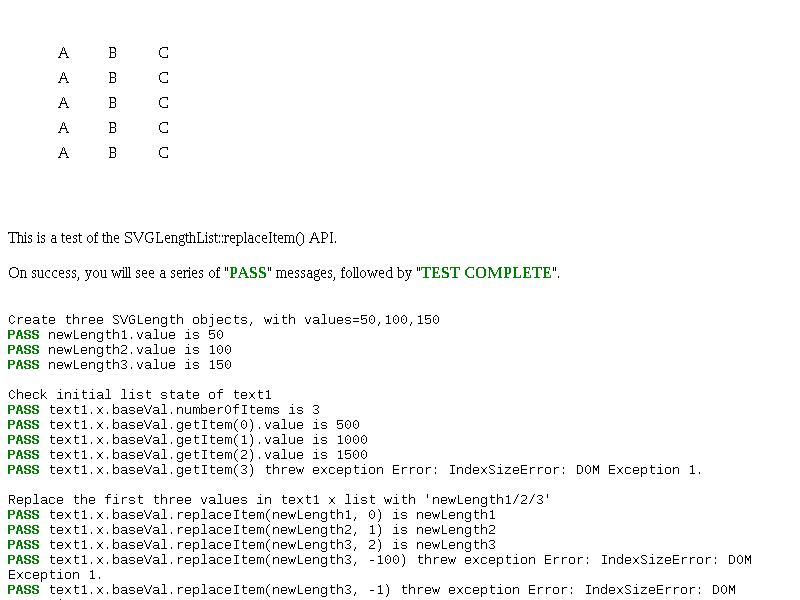 A B C
A B C
A B C
A B C
A B C
This is a test of the SVGLengthList::replaceItem() API.
On success, you will see a series of "PASS" messages, followed by "TEST COMPLETE".
Create three SVGLength objects, with values=50,100,150
PASS newLength1.value is 50
PASS newLength2.value is 100
PASS newLength3.value is 150
Check initial list state of text1
PASS text1.x.baseVal.numberOfItems is 3
PASS text1.x.baseVal.getItem(0).value is 500
PASS text1.x.baseVal.getItem(1).value is 1000
PASS text1.x.baseVal.getItem(2).value is 1500
PASS text1.x.baseVal.getItem(3) threw exception Error: IndexSizeError: DOM Exception 1.
Replace the first three values in text1 x list with 'newLength1/2/3'
PASS text1.x.baseVal.replaceItem(newLength1, 0) is newLength1
PASS text1.x.baseVal.replaceItem(newLength2, 1) is newLength2
PASS text1.x.baseVal.replaceItem(newLength3, 2) is newLength3
PASS text1.x.baseVal.replaceItem(newLength3, -100) threw exception Error: IndexSizeError: DOM
Exception 1.
PASS text1.x.baseVal.replaceItem(newLength3, -1) threw exception Error: IndexSizeError: DOM